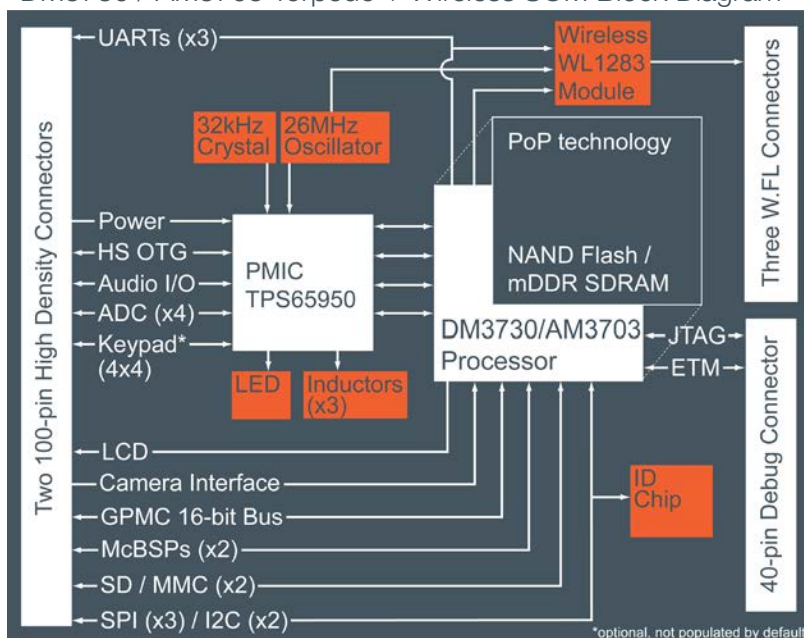 UARTs (x3)
Wireless
WL1283
Module
32kHz
Crystal
26MHz
Oscillator
PoP technology
NAND Flash /
mDDR SDRAM
Three W.FL Connectors
Two 100-pin High Density Connectors
Power
HS OTG
Audio I/O
ADC (x4)
Keypad*
(4x4)
PMIC
TPS65950
DM3730/AM3703
Processor
JTAG
ETM
LED
Inductors
(x3)
40-pin Debug Connector
LCD
Camera Interface
GPMC 16-bit Bus
McBSPs (x2)
SD / MMC (x2)
SPI (x3) / I2C (x2)
ID
Chip
*optional, not populated by default